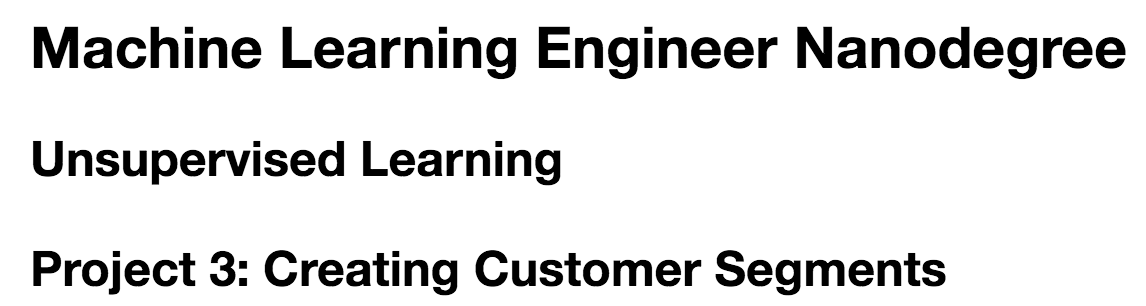 Machine Learning Engineer Nanodegree
Unsupervised Learning
Project 3: Creating Customer Segments